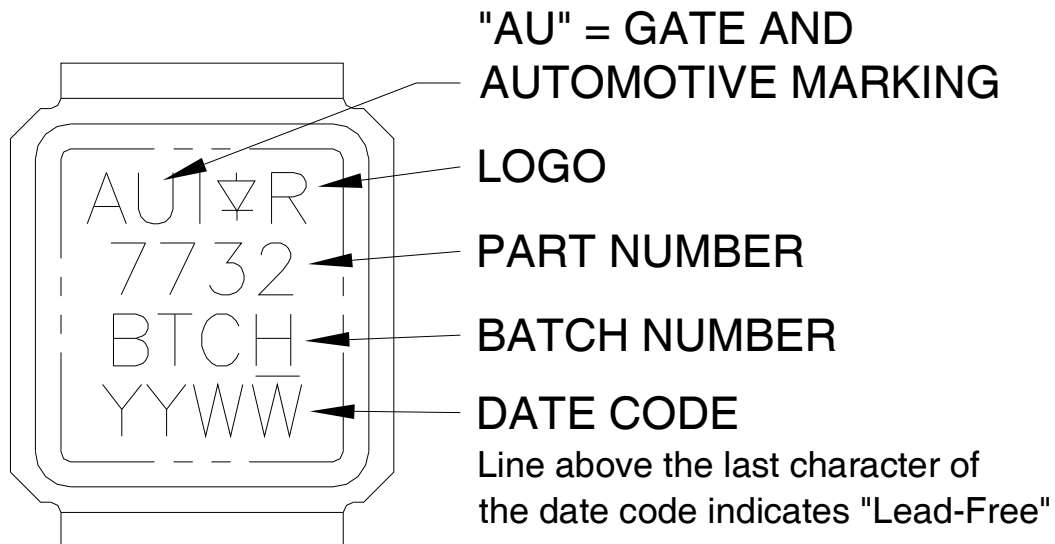 "AU" = GATE AND
AUTOMOTIVE MARKING
AUI R
LOGO
7732
PART NUMBER
BTCH
BATCH NUMBER
YYWW̅
DATE CODE
Line above the last character of
the date code indicates "Lead-Free"